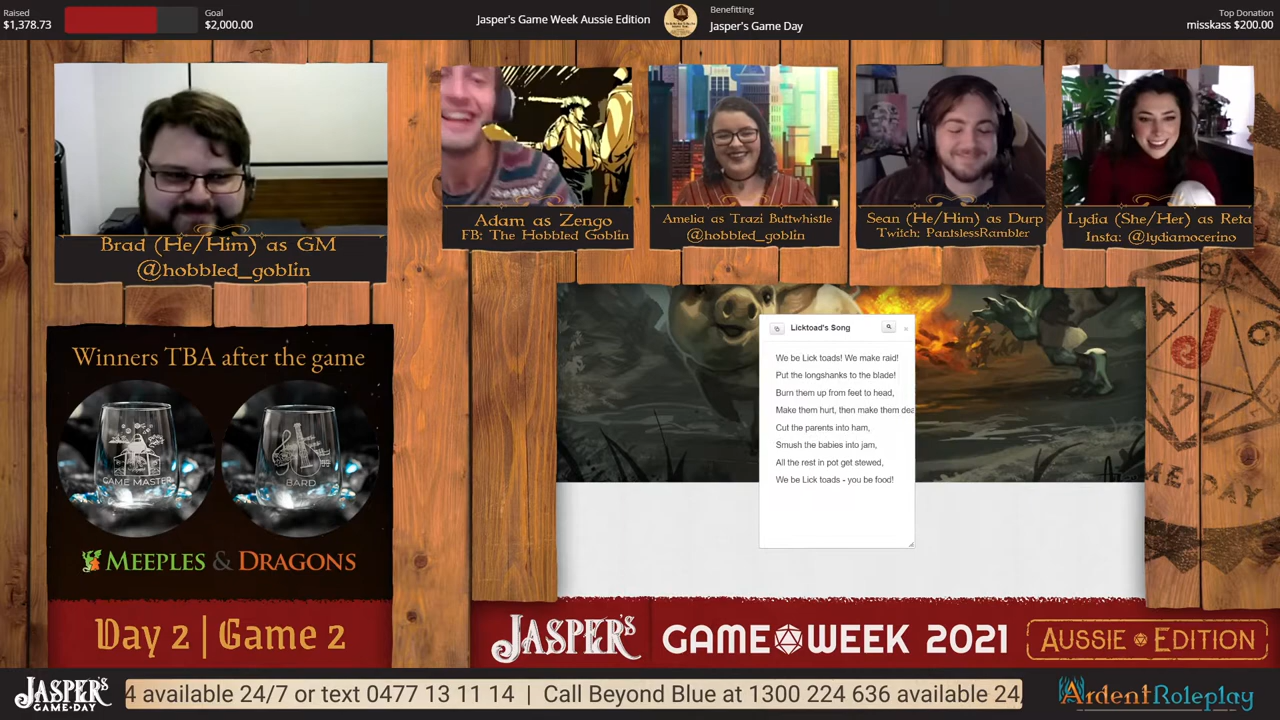 Raised
$1,378.73
Goal
$2,000.00
Jasper's Game Week Aussie Edition
Benefitting
Jasper's Game Day
Top Donation
misskass $200.00
Brad (He/Him) as GM
@hobbled_goblin
Adam as Zengo
FB: The Hobbled Goblin
Amelia as Trazi Buttwhistle
@hobbled_goblin
Sean (He/Him) as Durp
Twitch: PantslessRambler
Lydia (She/Her) as Reta
Insta: @lydiamocerino
Winners TBA after the game
GAME MASTER
BARD
MEEPLES & DRAGONS
Licktoad's Song
We be Lick toads! We make raid!
Put the longshanks to the blade!
Burn them up from feet to head,
Make them hurt, then make them dea
Cut the parents into ham,
Smush the babies into jam,
All the rest in pot get stewed,
We be Lick toads - you be food!
Day 2 | Game 2
JASPER'S GAME WEEK 2021 AUSSIE EDITION
JASPER'S GAME DAY
4 available 24/7 or text 0477 13 11 14 | Call Beyond Blue at 1300 224 636 available 24
ArdentRoleplay